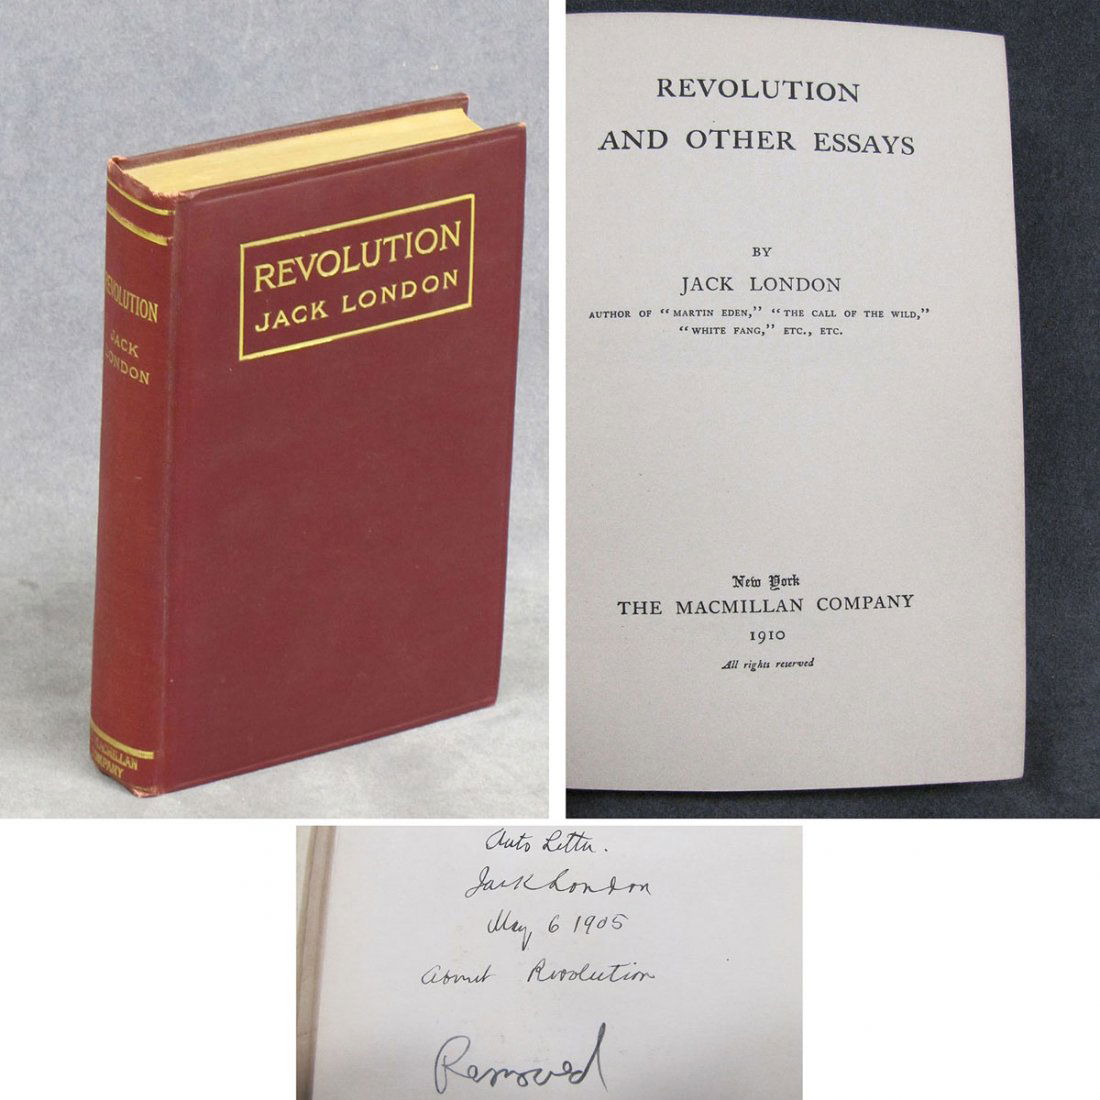 REVOLUTION
JACK LONDON
REVOLUTION
JACK
LONDON
MACMILLAN
COMPANY
REVOLUTION
AND OTHER ESSAYS
BY
JACK LONDON
AUTHOR OF “MARTIN EDEN,” “THE CALL OF THE WILD,”
“WHITE FANG,” ETC., ETC.
New York
THE MACMILLAN COMPANY
1910
All rights reserved
Auto Letter.
Jack London
May 6 1905
About Revolution
Removed